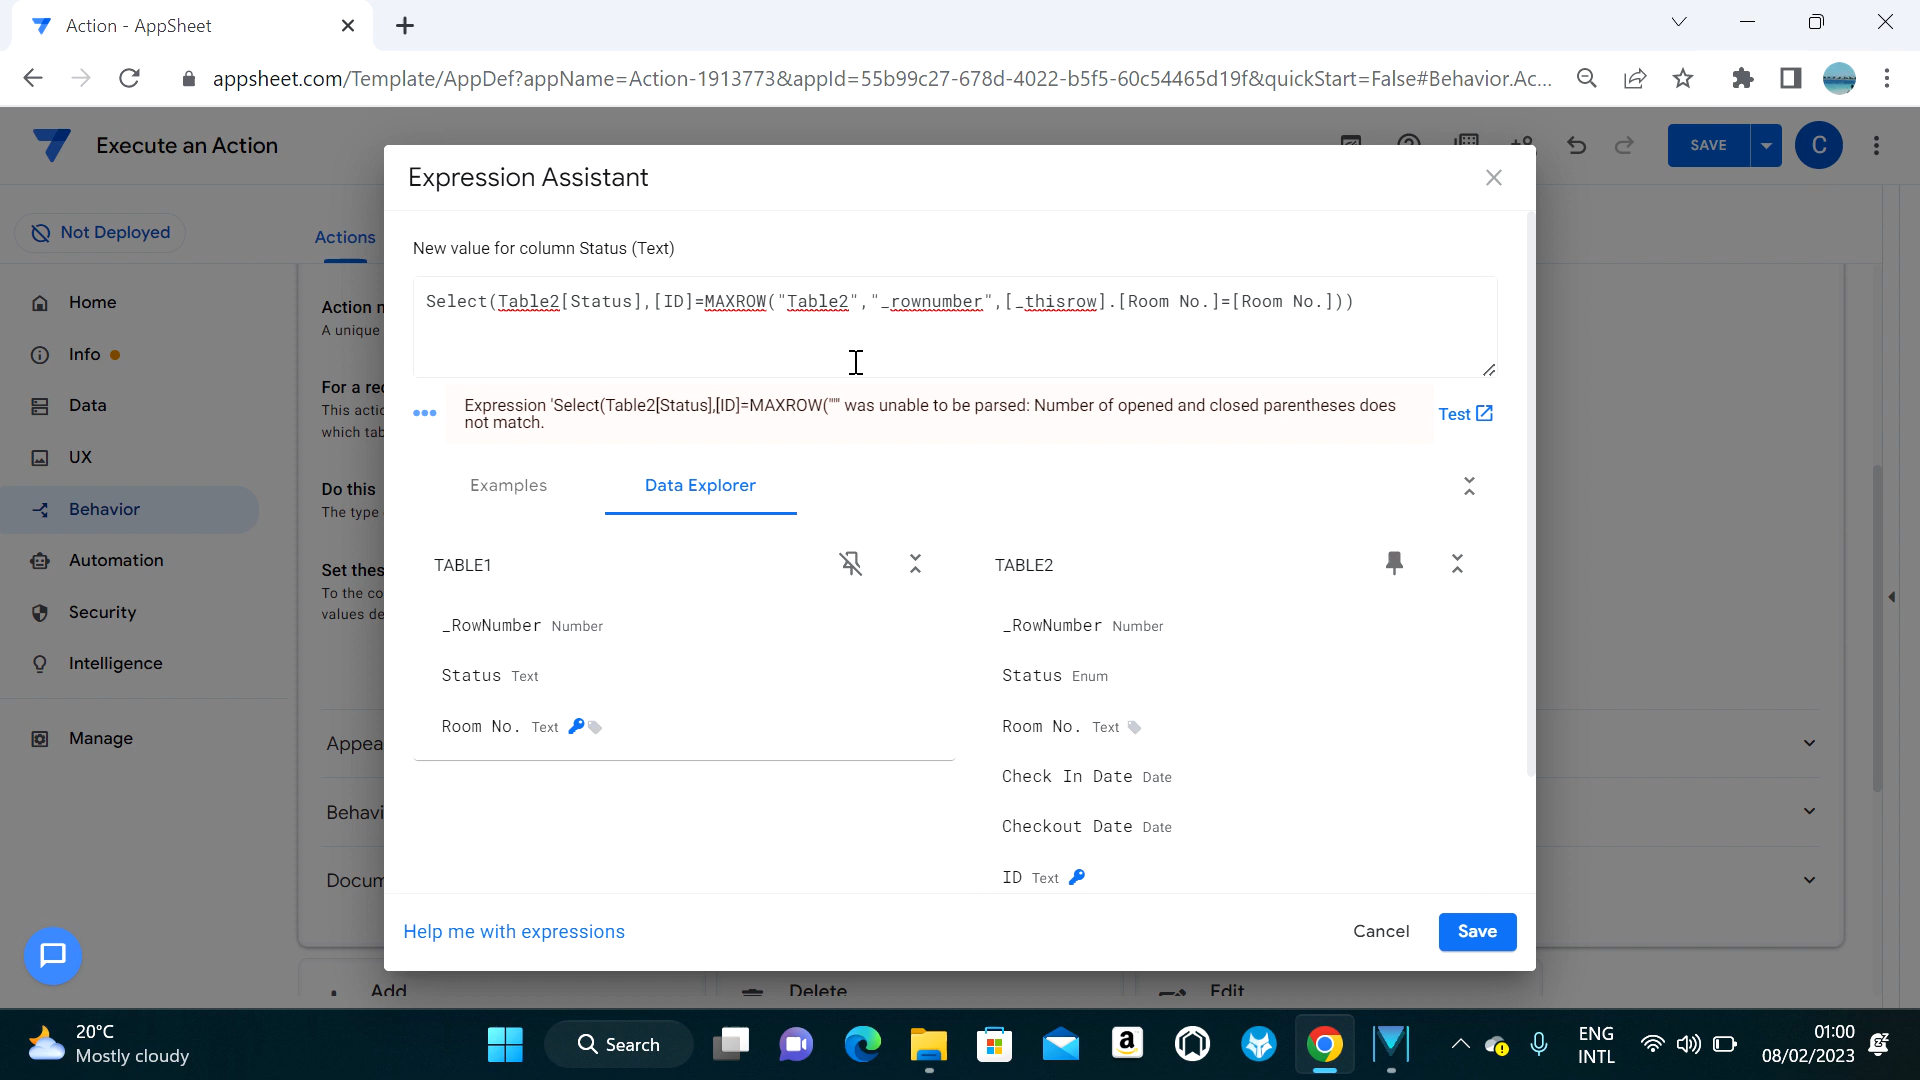 Action - AppSheet
appsheet.com/Template/AppDef?appName=Action-1913773&appId=55b99c27-678d-4022-b5f5-60c54465d19f&quickStart=False#Behavior.Ac...
Execute an Action
SAVE
C
Not Deployed
Actions
Home
Info
Data
UX
Behavior
Automation
Security
Intelligence
Manage
Action n
A unique
For a re
This acti
which tab
Do this
The type
Set thes
To the co
values de
Appea
Behavi
Docum
Add
Delete
Edit
Expression Assistant
New value for column Status (Text)
Select(Table2[Status],[ID]=MAXROW("Table2","_rownumber",[_thisrow].[Room No.]=[Room No.]))
Expression 'Select(Table2[Status],[ID]=MAXROW("'" was unable to be parsed: Number of opened and closed parentheses does
not match.
Test
Examples
Data Explorer
TABLE1
_RowNumber Number
Status Text
Room No. Text
TABLE2
_RowNumber Number
Status Enum
Room No. Text
Check In Date Date
Checkout Date Date
ID Text
Help me with expressions
Cancel
Save
20°C
Mostly cloudy
Search
a
ENG
INTL
01:00
08/02/2023